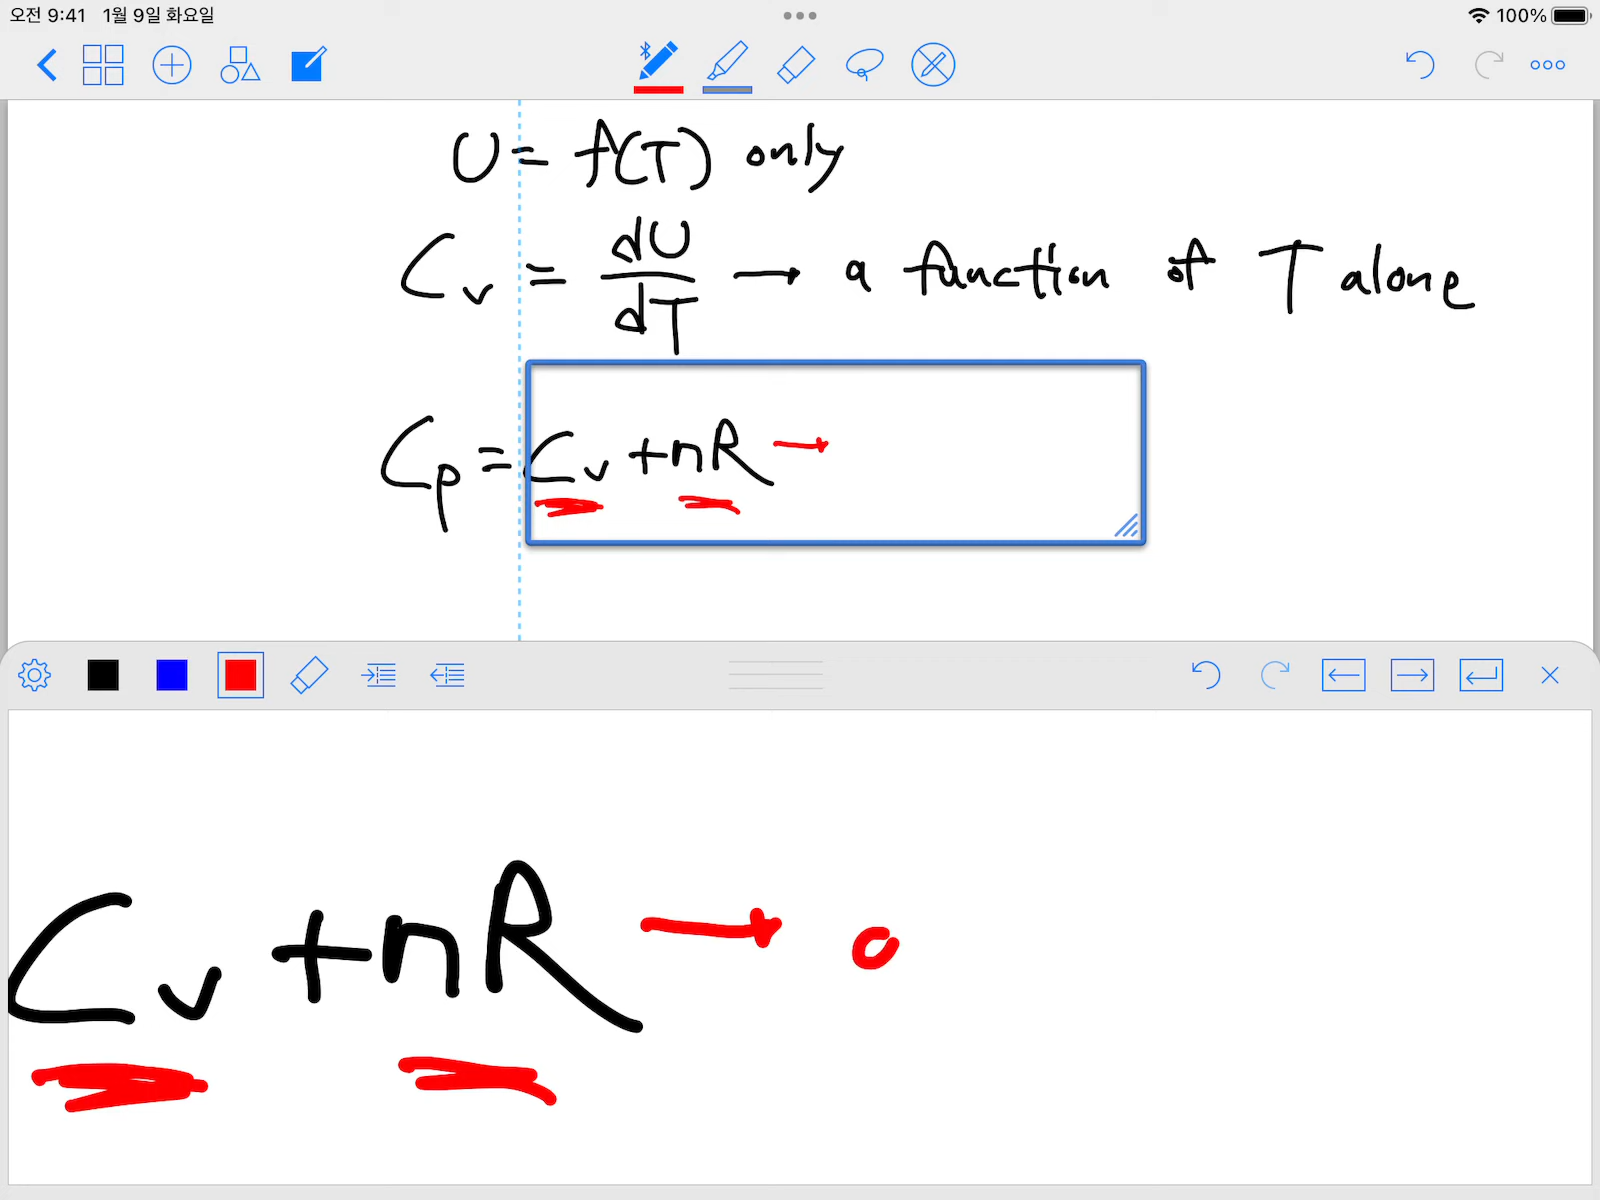 오전 9:41 1월 9일 화요일
100%
U = f(T) only
Cv = dU/dT → a function of T alone
Cp = Cv + nR →
Cv + nR → o